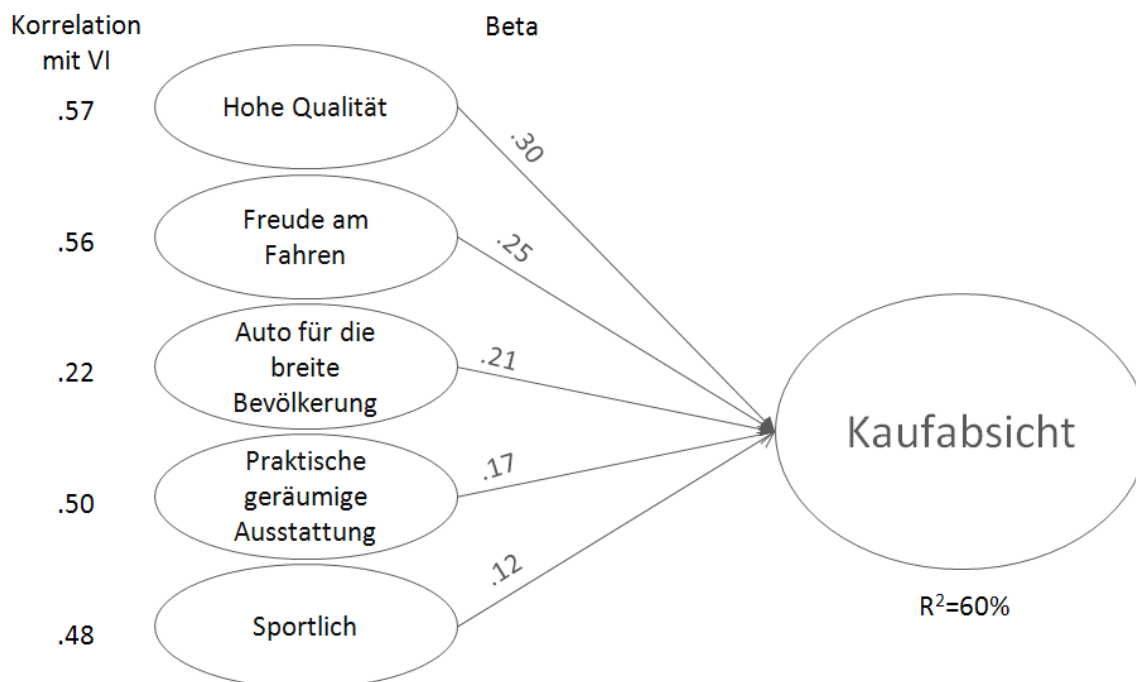 Korrelation
mit VI
Beta
.57
Hohe Qualität
.30
.56
Freude am
Fahren
.25
.22
Auto für die
breite
Bevölkerung
.21
.50
Praktische
geräumige
Ausstattung
.17
.48
Sportlich
.12
Kaufabsicht
R²=60%